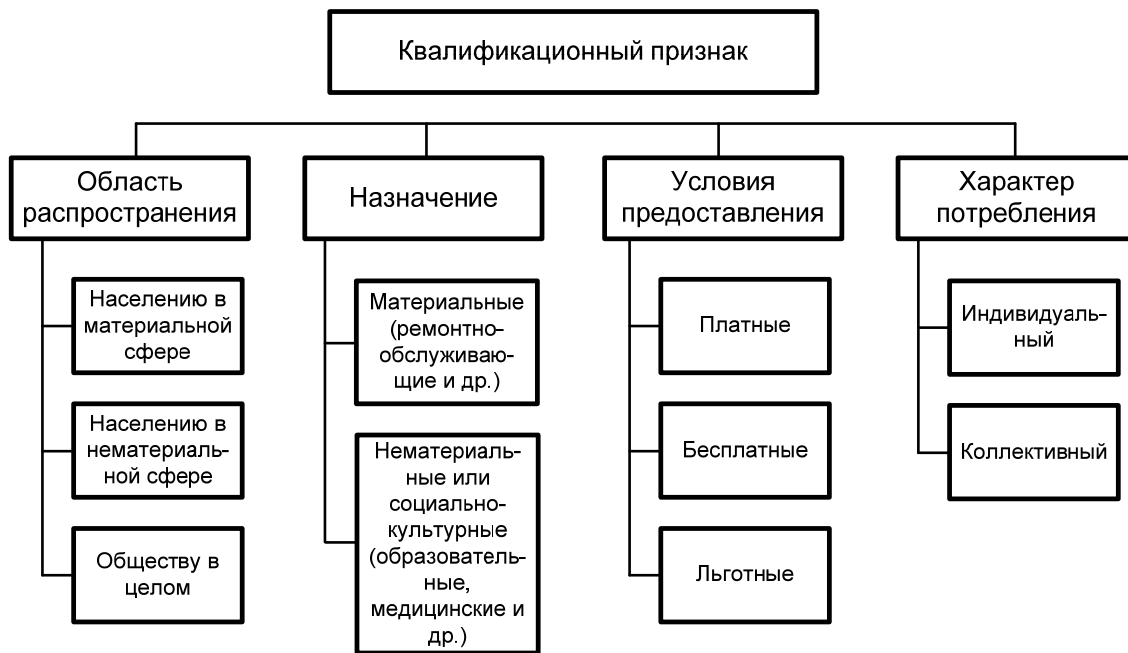 Квалификационный признак
Область
распространения
Населению в
материальной
сфере
Населению в
нематериаль-
ной сфере
Обществу в
целом
Назначение
Материальные
(ремонтно-
обслуживаю-
щие и др.)
Нематериаль-
ные или
социально-
культурные
(образователь-
ные,
медицинские и
др.)
Условия
предоставления
Платные
Бесплатные
Льготные
Характер
потребления
Индивидуаль-
ный
Коллективный